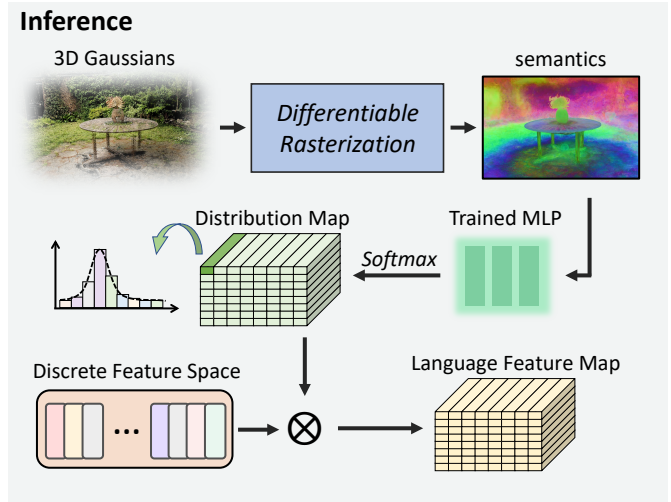 Inference
3D Gaussians
semantics
Differentiable
Rasterization
Distribution Map
Trained MLP
Softmax
Discrete Feature Space
Language Feature Map
...